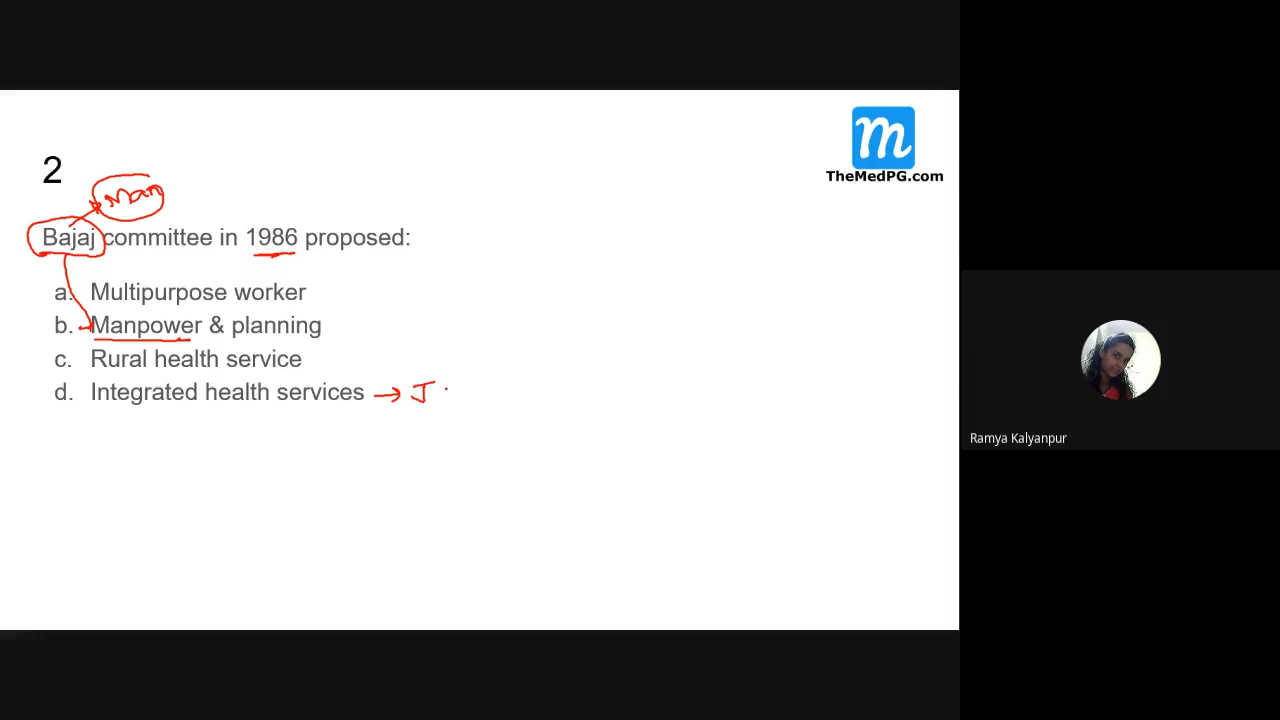 m
TheMedPG.com
2
Man
Bajaj committee in 1986 proposed:
a. Multipurpose worker
b. Manpower & planning
c. Rural health service
d. Integrated health services → J
Ramya Kalyanpur